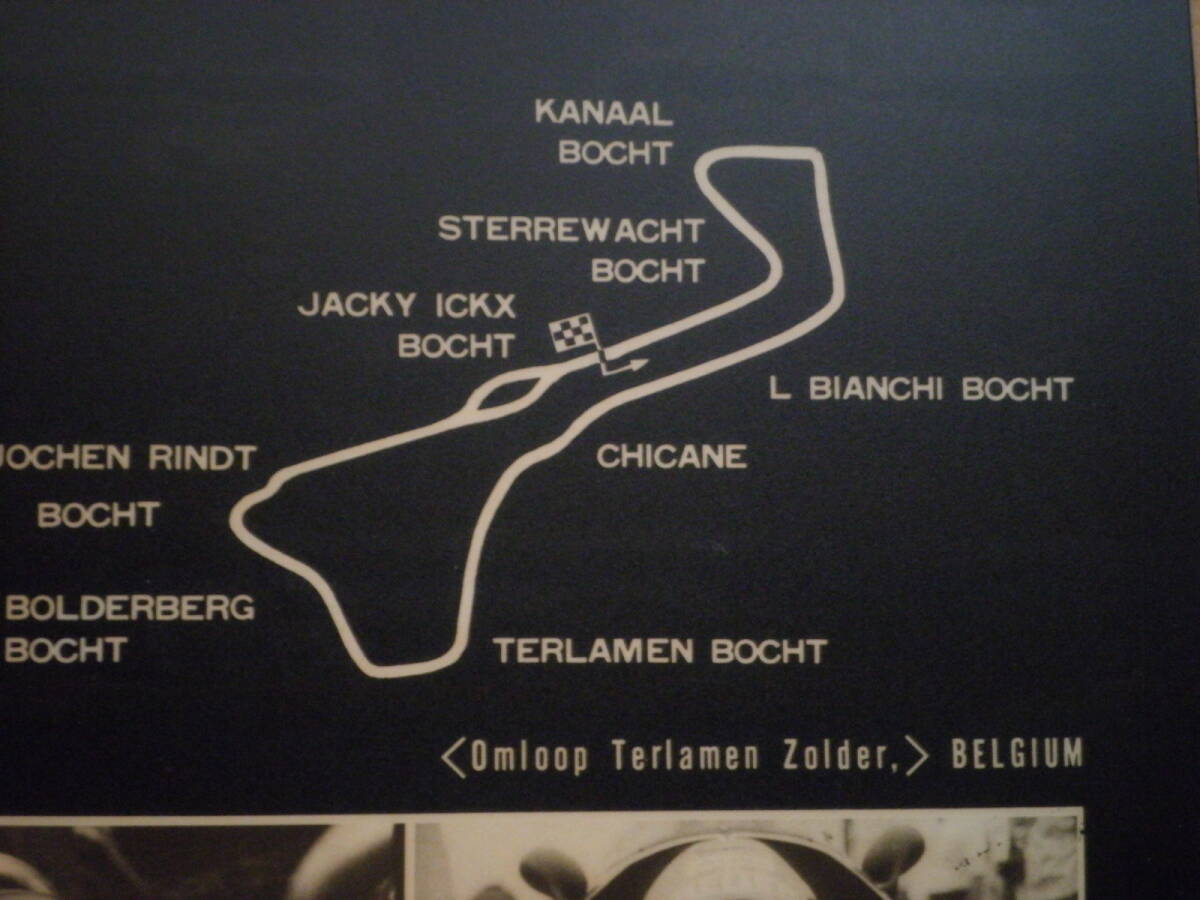 KANAAL
BOCHT
STERREWACHT
BOCHT
JACKY ICKX
BOCHT
L BIANCHI BOCHT
JOCHEN RINDT
BOCHT
CHICANE
BOLDERBERG
BOCHT
TERLAMEN BOCHT
<Omloop Terlamen Zolder,> BELGIUM